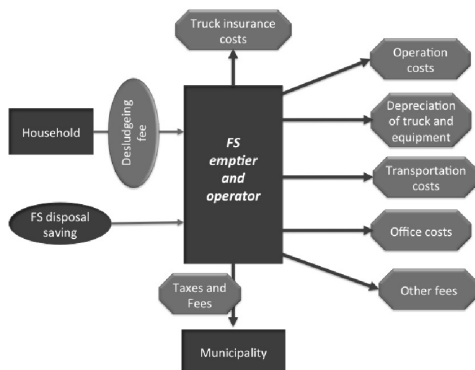 Truck insurance
costs
Operation
costs
Household
Desludgeing
fee
FS
emptier
and
operator
Depreciation
of truck and
equipment
Transportation
costs
FS disposal
saving
Office costs
Taxes and
Fees
Other fees
Municipality